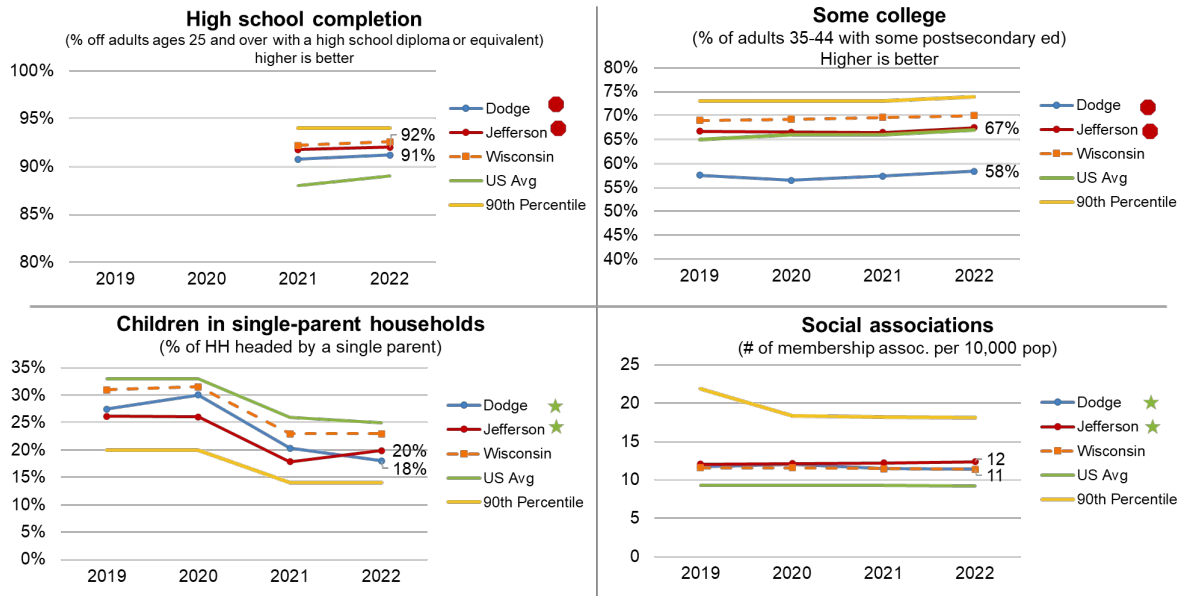 High school completion
(% off adults ages 25 and over with a high school diploma or equivalent)
higher is better
100%
95%
90%
85%
80%
2019 2020 2021 2022
92%
91%
Dodge
Jefferson
Wisconsin
US Avg
90th Percentile
Some college
(% of adults 35-44 with some postsecondary ed)
Higher is better
80%
75%
70%
65%
60%
55%
50%
45%
40%
2019 2020 2021 2022
67%
58%
Dodge
Jefferson
Wisconsin
US Avg
90th Percentile
Children in single-parent households
(% of HH headed by a single parent)
35%
30%
25%
20%
15%
10%
5%
0%
2019 2020 2021 2022
20%
18%
Dodge
Jefferson
Wisconsin
US Avg
90th Percentile
Social associations
(# of membership assoc. per 10,000 pop)
25
20
15
10
5
0
2019 2020 2021 2022
12
11
Dodge
Jefferson
Wisconsin
US Avg
90th Percentile